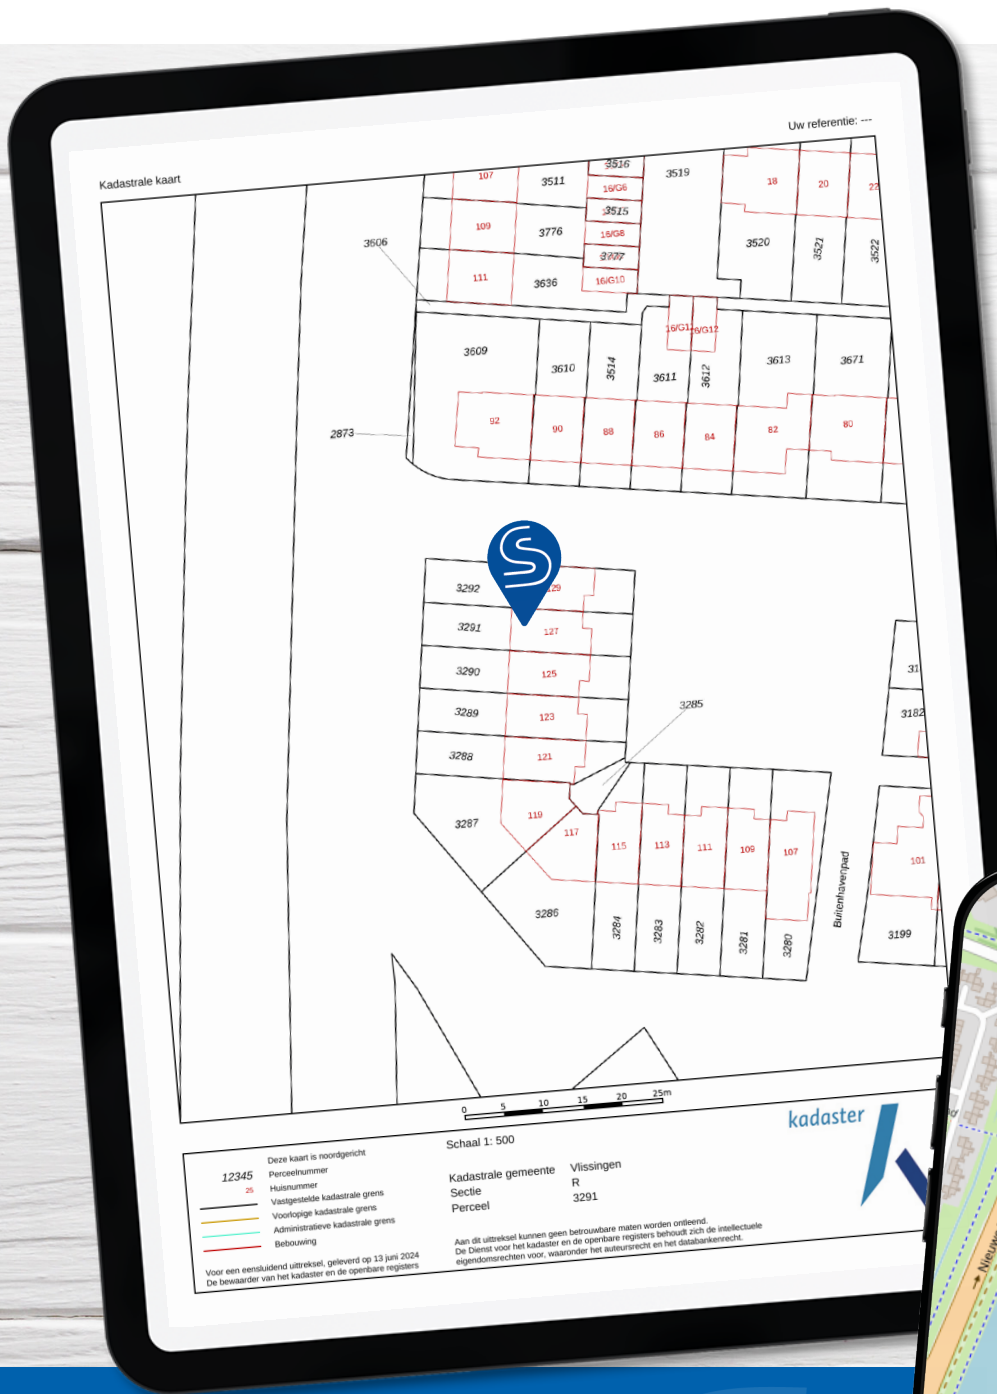 Uw referentie: ---
Kadastrale kaart
107
3511
3516
16/G6
3515
16/G8
16/G10
3519
18
20
22
109
3776
3506
111
3636
3520
3521
3522
3609
3610
3514
3611
3612
3613
3671
92
90
88
86
84
82
80
2873
S
3292
129
3291
127
3290
125
3289
123
3288
121
3285
3182
3287
119
117
115
113
111
109
107
101
3286
3284
3283
3282
3281
3280
Buitenhavenpad
3199
0 5 10 15 20 25m
Schaal 1: 500
kadaster
Deze kaart is noordgericht
12345 Perceelnummer
25 Huisnummer
Vastgestelde kadastrale grens
Voorlopige kadastrale grens
Administratieve kadastrale grens
Bebouwing
Voor een eensluidend uittreksel, geleverd op 13 juni 2024
De bewaarder van het kadaster en de openbare registers
Kadastrale gemeente Vlissingen
Sectie R
Perceel 3291
Aan dit uittreksel kunnen geen betrouwbare maten worden ontleend.
De Dienst voor het kadaster en de openbare registers behoudt zich de intellectuele
eigendomsrechten voor, waaronder het auteursrecht en het databankenrecht.